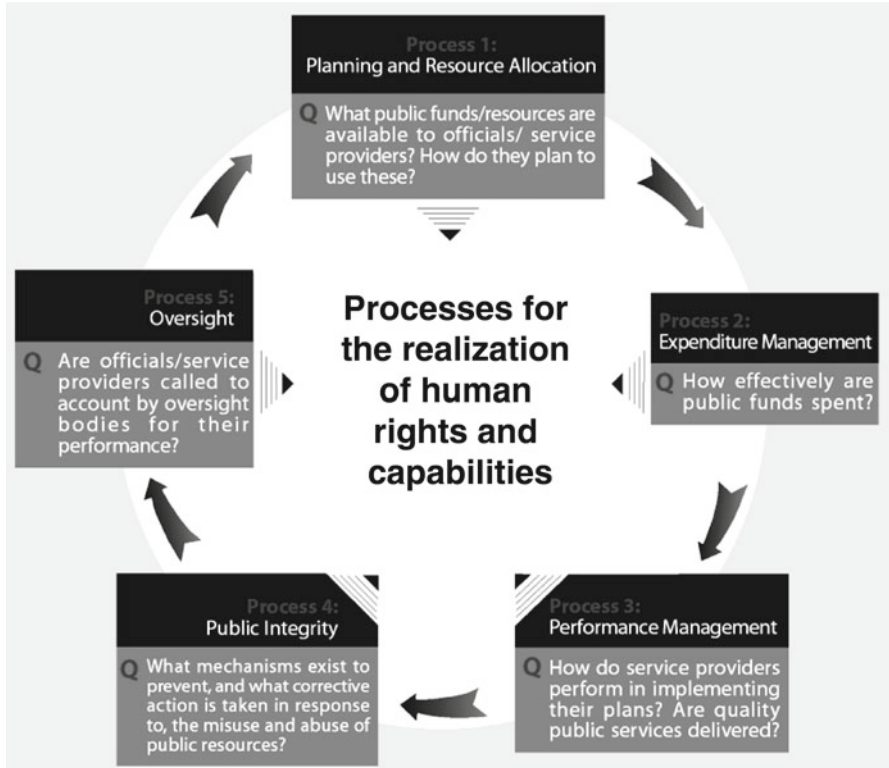 Process 1:
Planning and Resource Allocation
Q What public funds/resources are
available to officials/ service
providers? How do they plan to
use these?
Process 2:
Expenditure Management
Q How effectively are
public funds spent?
Process 3:
Performance Management
Q How do service providers
perform in implementing
their plans? Are quality
public services delivered?
Process 4:
Public Integrity
Q What mechanisms exist to
prevent, and what corrective
action is taken in response
to, the misuse and abuse of
public resources?
Process 5:
Oversight
Q Are officials/service
providers called to
account by oversight
bodies for their
performance?
Processes for
the realization
of human
rights and
capabilities